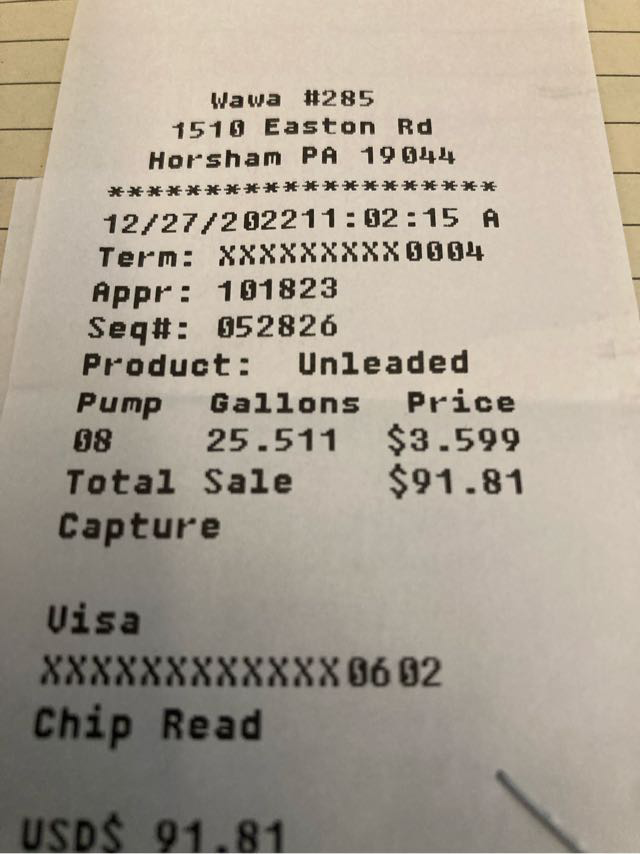 Wawa #285
1510 Easton Rd
Horsham PA 19044
********************
12/27/202211:02:15 A
Term: XXXXXXXXX0004
Appr: 101823
Seq#: 052826
Product: Unleaded
Pump Gallons Price
08 25.511 $3.599
Total Sale $91.81
Capture
Visa
XXXXXXXXXXXX0602
Chip Read
USD$ 91.81